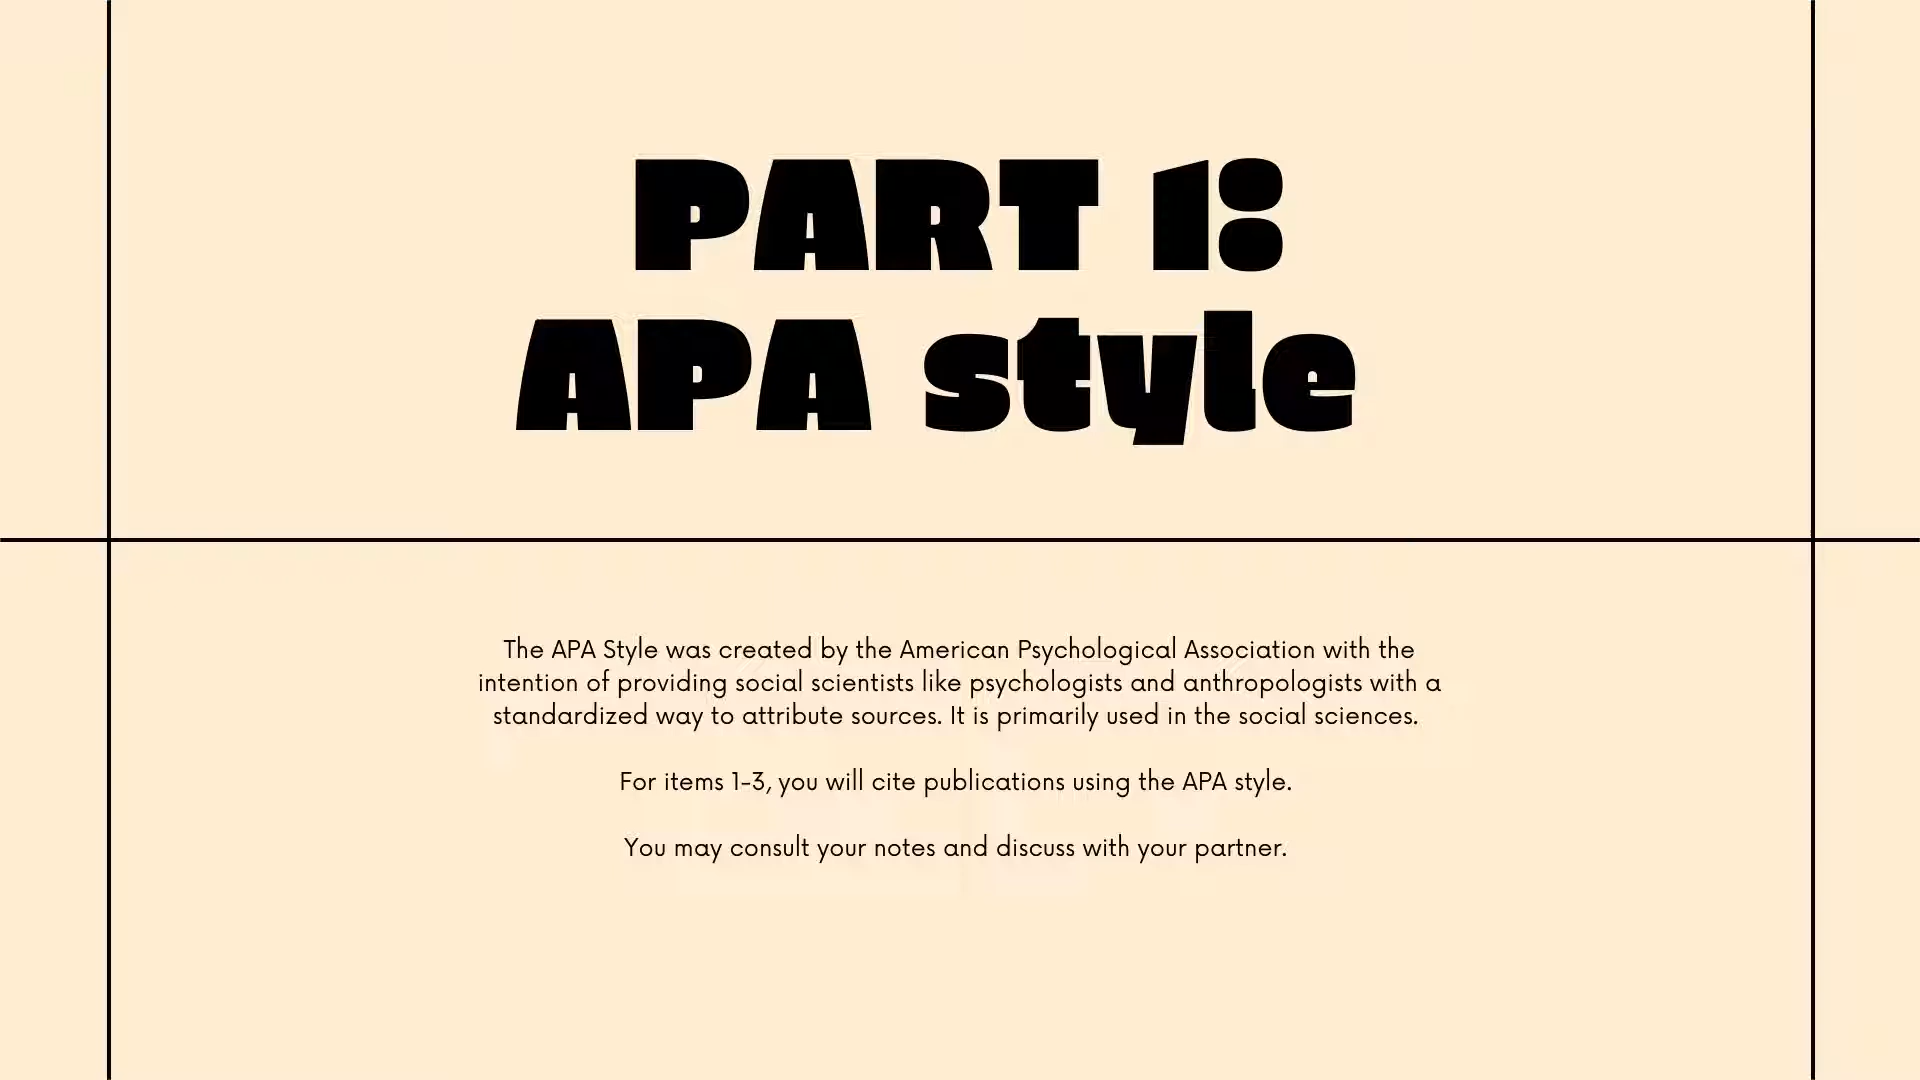 PART 1:
APA style
The APA Style was created by the American Psychological Association with the
intention of providing social scientists like psychologists and anthropologists with a
standardized way to attribute sources. It is primarily used in the social sciences.
For items 1-3, you will cite publications using the APA style.
You may consult your notes and discuss with your partner.